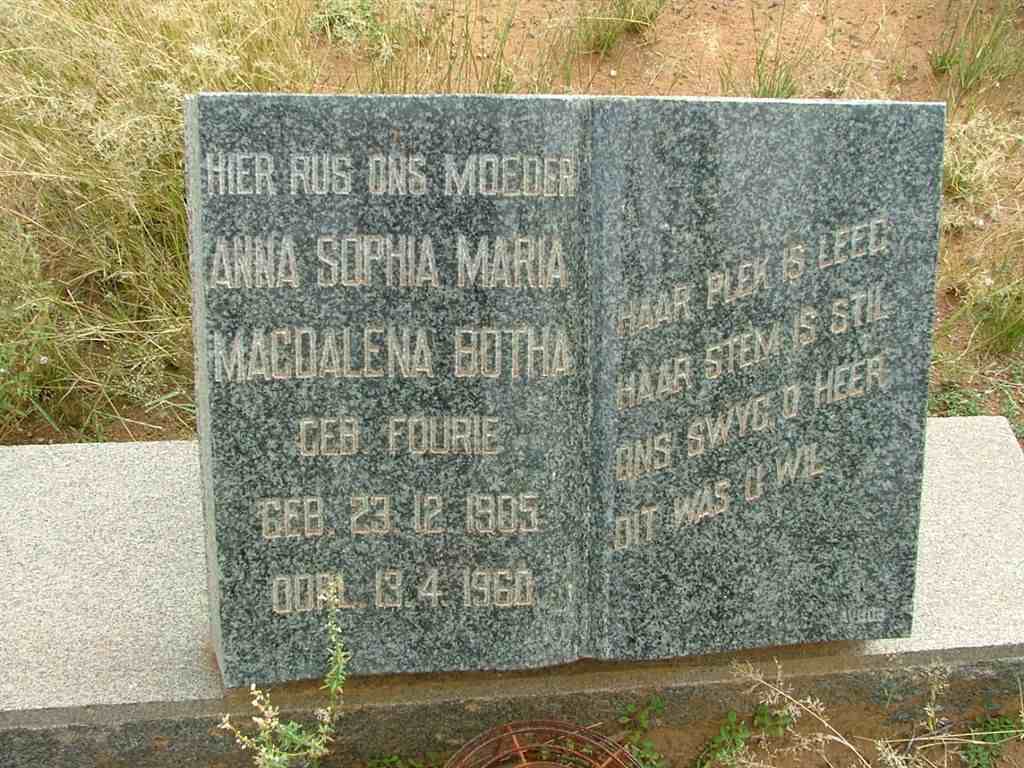 HIER RUS ONS MOEDER
ANNA SOPHIA MARIA
MAGDALENA BOTHA
GEB FOURIE
GEB. 23. 12. 1905
OORL. 13. 4. 1960
HAAR PLEK IS LEEG,
HAAR STEM IS STIL
ONS SWYG, O HEER
DIT WAS U WIL